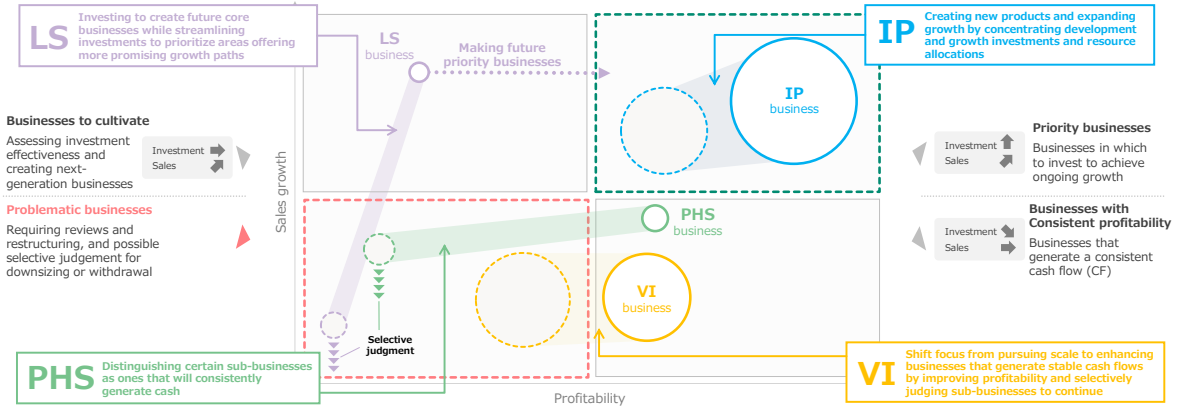 LS
Investing to create future core
businesses while streamlining
investments to prioritize areas offering
more promising growth paths
LS
business
Making future
priority businesses
IP
Creating new products and expanding
growth by concentrating development
and growth investments and resource
allocations
IP
business
Businesses to cultivate
Assessing investment
effectiveness and
creating next-
generation businesses
Investment
Sales
Problematic businesses
Requiring reviews and
restructuring, and possible
selective judgement for
downsizing or withdrawal
Sales growth
Priority businesses
Businesses in which
to invest to achieve
ongoing growth
Investment
Sales
Businesses with
Consistent profitability
Businesses that
generate a consistent
cash flow (CF)
Investment
Sales
PHS
business
VI
business
Selective
judgment
PHS
Distinguishing certain sub-businesses
as ones that will consistently
generate cash
VI
Shift focus from pursuing scale to enhancing
businesses that generate stable cash flows
by improving profitability and selectively
judging sub-businesses to continue
Profitability